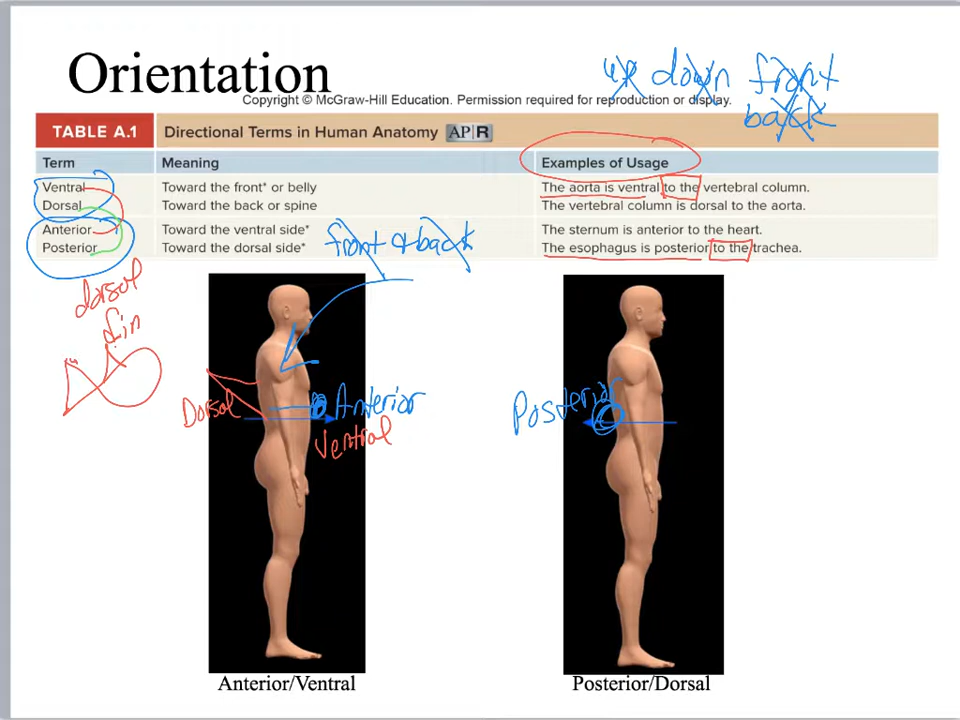 Orientation
up down front
back
Copyright © McGraw-Hill Education. Permission required for reproduction or display.
TABLE A.1 Directional Terms in Human Anatomy AP|R
Term Meaning Examples of Usage
Ventral Toward the front* or belly The aorta is ventral to the vertebral column.
Dorsal Toward the back or spine The vertebral column is dorsal to the aorta.
Anterior Toward the ventral side* The sternum is anterior to the heart.
Posterior Toward the dorsal side* The esophagus is posterior to the trachea.
front & back
dorsal
fin
Dorsal
Anterior
Ventral
Posterior
Anterior/Ventral
Posterior/Dorsal